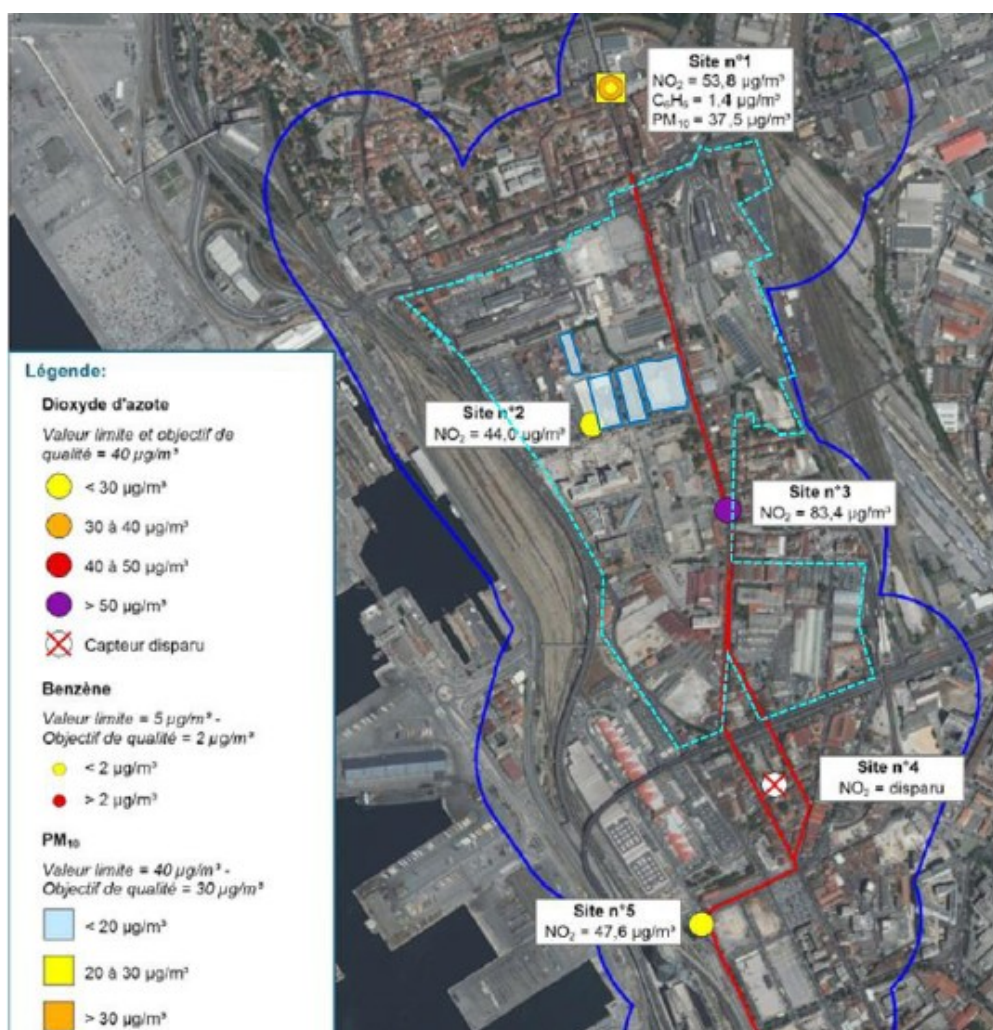 Site n°1
NO₂ = 53,8 µg/m³
C₆H₆ = 1,4 µg/m³
PM₁₀ = 37,5 µg/m³
Site n°2
NO₂ = 44,0 µg/m³
Site n°3
NO₂ = 83,4 µg/m³
Site n°4
NO₂ = disparu
Site n°5
NO₂ = 47,6 µg/m³
Légende:
Dioxyde d'azote
Valeur limite et objectif de
qualité = 40 µg/m³
< 30 µg/m³
30 à 40 µg/m³
40 à 50 µg/m³
> 50 µg/m³
Capteur disparu
Benzène
Valeur limite = 5 µg/m³ -
Objectif de qualité = 2 µg/m³
< 2 µg/m³
> 2 µg/m³
PM₁₀
Valeur limite = 40 µg/m³ -
Objectif de qualité = 30 µg/m³
< 20 µg/m³
20 à 30 µg/m³
> 30 µg/m³